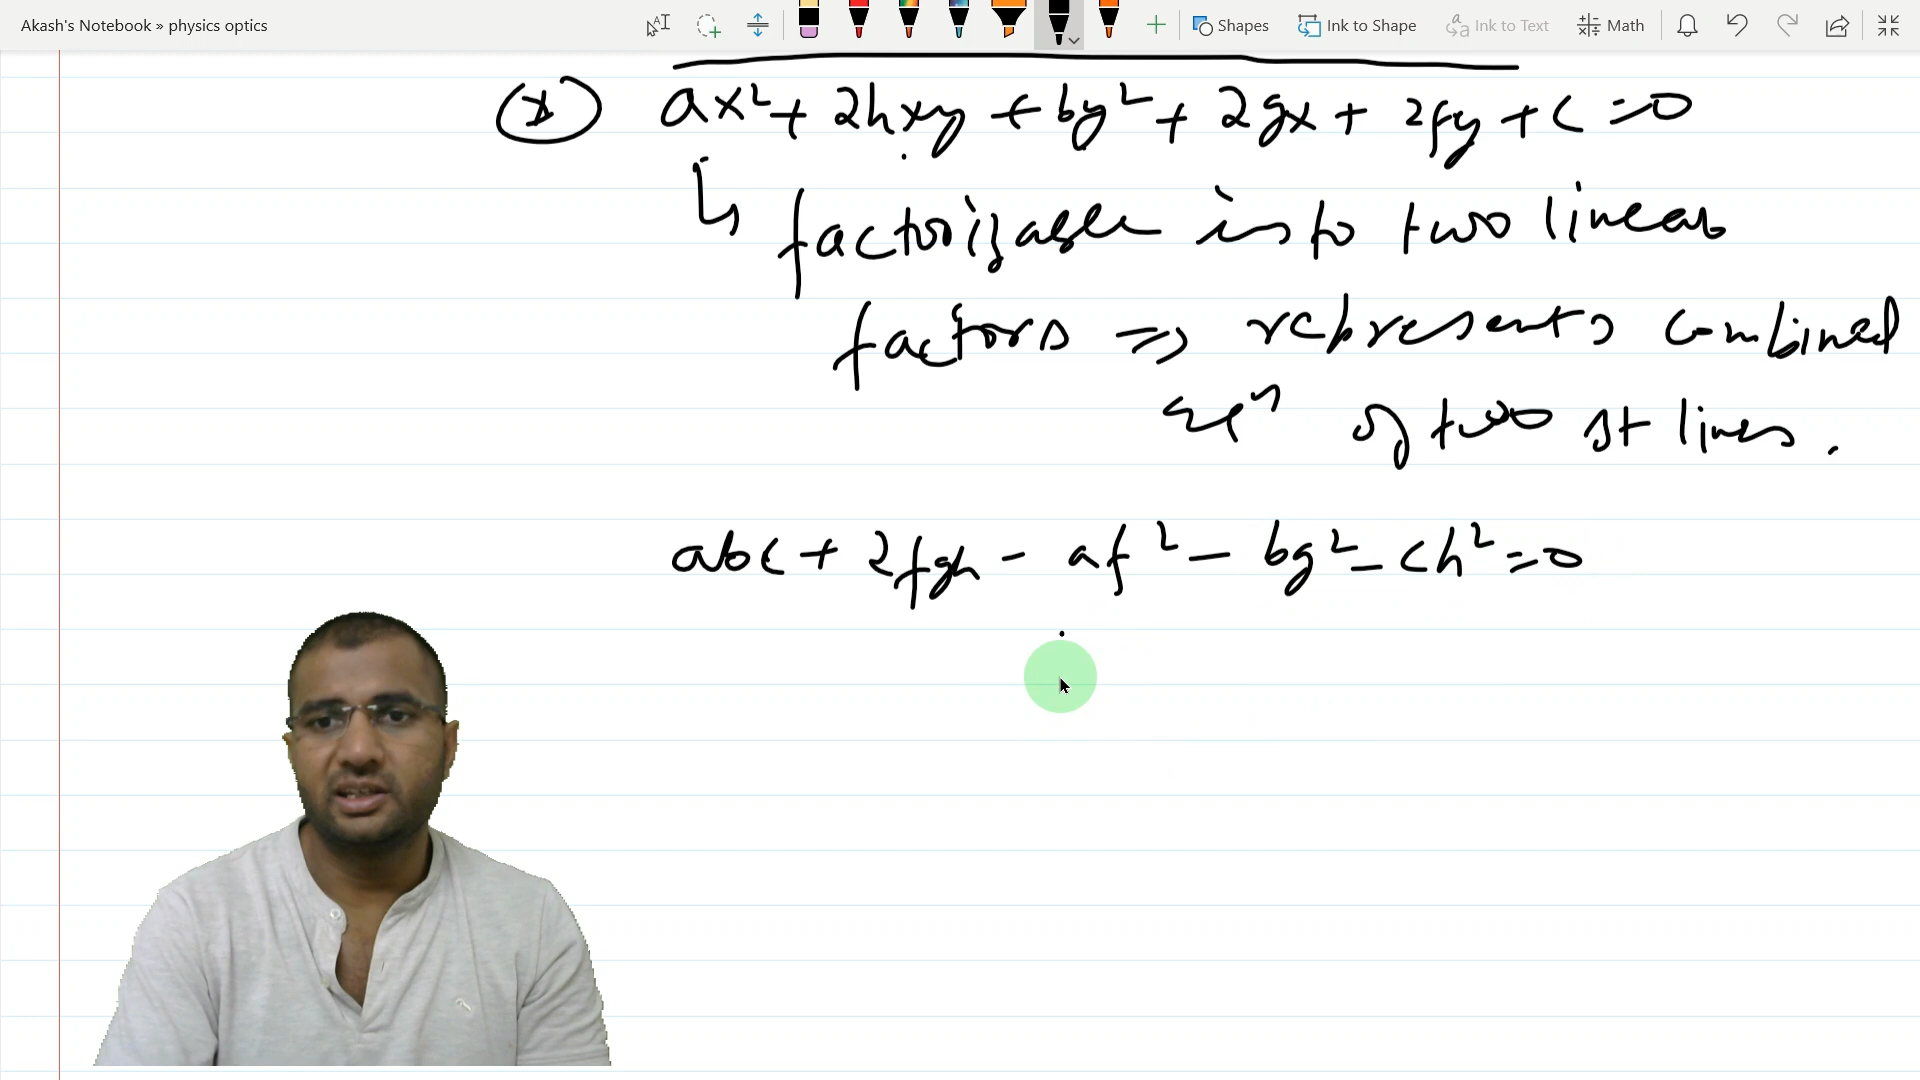 Akash's Notebook » physics optics
Shapes Ink to Shape Ink to Text Math
ax² + 2hxy + by² + 2gx + 2fy + c = 0
↳ factorizable into two linear
factors ⇒ represents combined
eqⁿ of two st lines.
abc + 2fgh - af² - bg² - ch² = 0